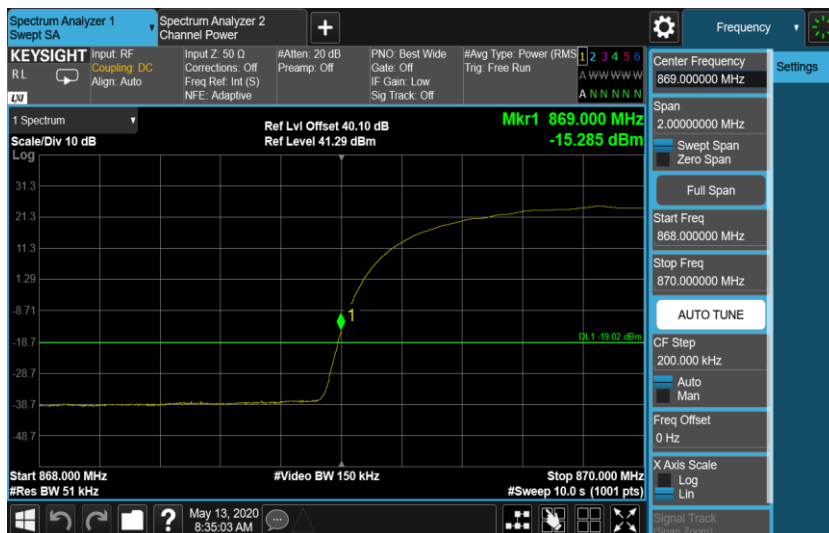 Spectrum Analyzer 1
Swept SA
Spectrum Analyzer 2
Channel Power
Frequency
KEYSIGHT
RL
LXI
Input: RF
Coupling: DC
Align: Auto
Input Z: 50 Ω
Corrections: Off
Freq Ref: Int (S)
NFE: Adaptive
#Atten: 20 dB
Preamp: Off
PNO: Best Wide
Gate: Off
IF Gain: Low
Sig Track: Off
#Avg Type: Power (RMS
Trig: Free Run
1 2 3 4 5 6
A W W W W W
A N N N N N
1 Spectrum
Scale/Div 10 dB
Log
Ref Lvl Offset 40.10 dB
Ref Level 41.29 dBm
Mkr1 869.000 MHz
-15.285 dBm
31.3
21.3
11.3
1.29
-8.71
1
DL1 -19.02 dBm
-18.7
-28.7
-38.7
-48.7
Start 868.000 MHz
#Res BW 51 kHz
#Video BW 150 kHz
Stop 870.000 MHz
#Sweep 10.0 s (1001 pts)
?
May 13, 2020
8:35:03 AM
Center Frequency
869.000000 MHz
Settings
Span
2.00000000 MHz
Swept Span
Zero Span
Full Span
Start Freq
868.000000 MHz
Stop Freq
870.000000 MHz
AUTO TUNE
CF Step
200.000 kHz
Auto
Man
Freq Offset
0 Hz
X Axis Scale
Log
Lin
Signal Track
(Span Zoom)